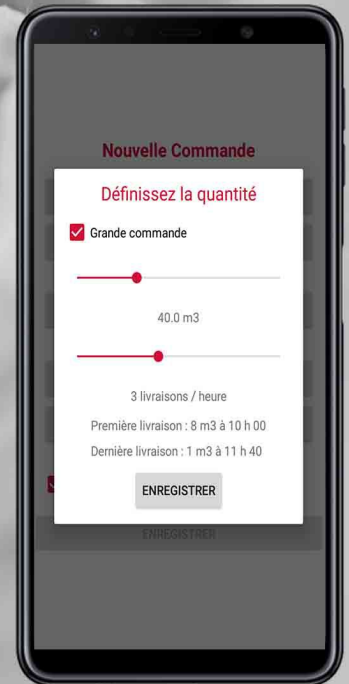 Nouvelle Commande
Définissez la quantité
Grande commande
40.0 m3
3 livraisons / heure
Première livraison : 8 m3 à 10 h 00
Dernière livraison : 1 m3 à 11 h 40
ENREGISTRER
ENREGISTRER